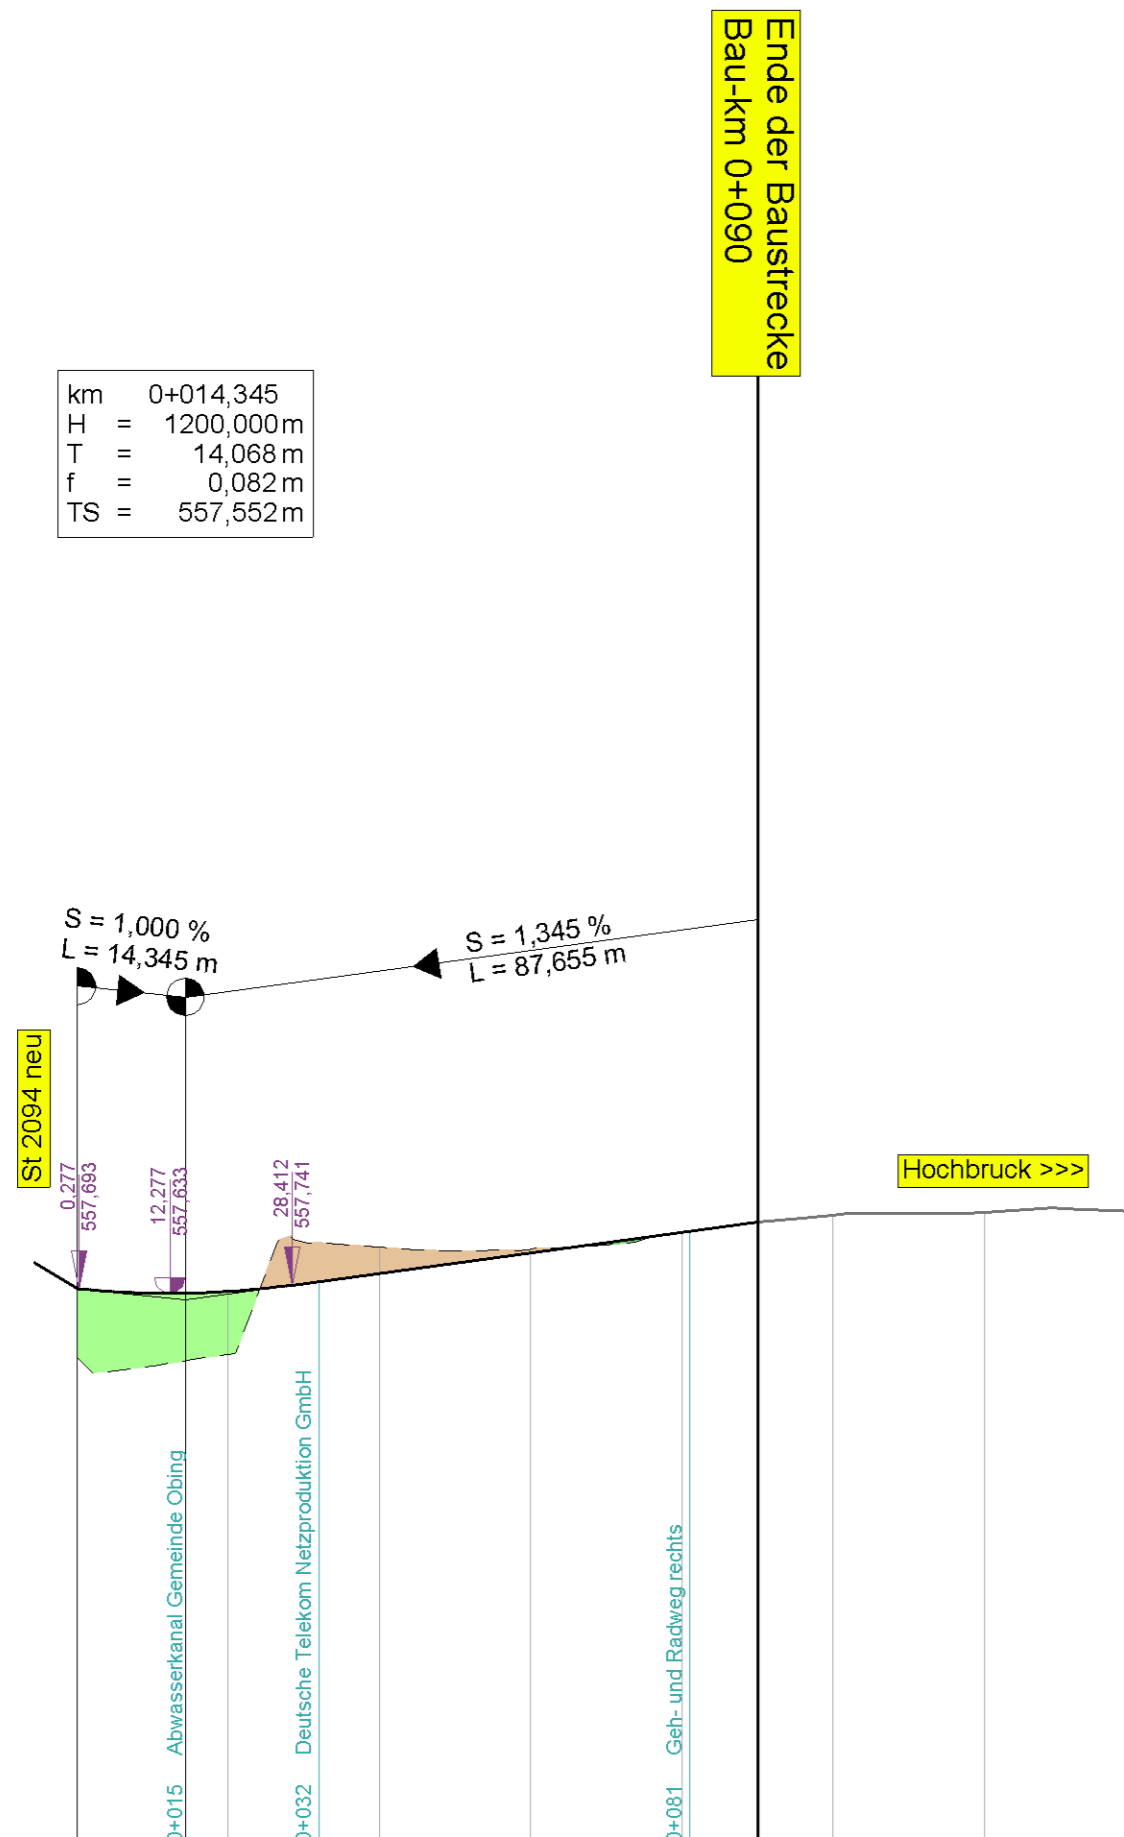 Ende der Baustrecke
Bau-km 0+090
km 0+014,345
H = 1200,000 m
T = 14,068 m
f = 0,082 m
TS = 557,552 m
S = 1,000 %
L = 14,345 m
S = 1,345 %
L = 87,655 m
St 2094 neu
0,277
557,693
12,277
557,633
28,412
557,741
Hochbruck >>>
0+015 Abwasserkanal Gemeinde Obing
0+032 Deutsche Telekom Netzproduktion GmbH
0+081 Geh- und Radweg rechts